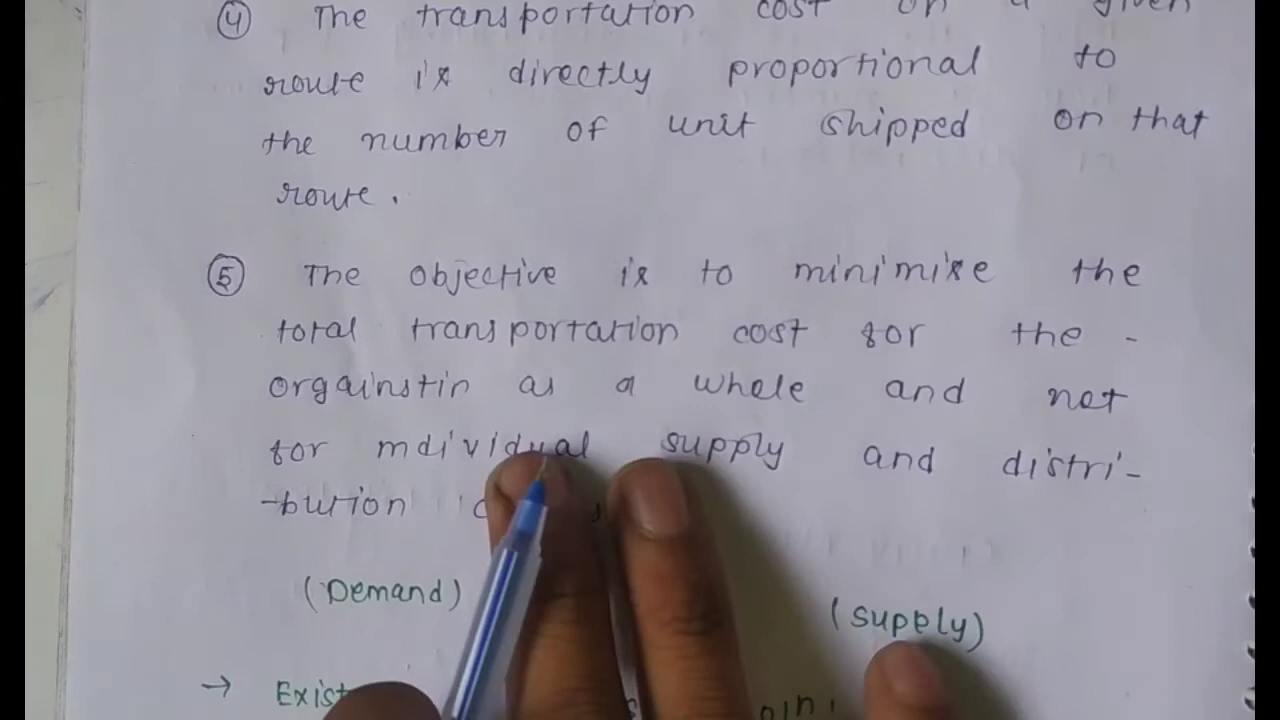 ④ The transportation cost on a given
route is directly proportional to
the number of unit shipped on that
route.
⑤ The objective is to minimise the
total transportation cost for the -
orgainstin as a whole and not
for individual supply and distri-
-bution
(Demand)
(supply)
→ Exist